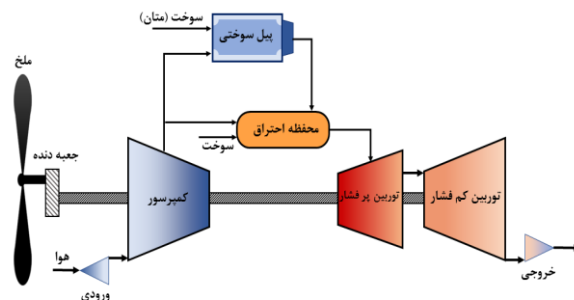 سوخت (متان)
پیل سوختی
ملخ
محفظه احتراق
سوخت
جعبه دنده
کمپرسور
توربین پر فشار
توربین کم فشار
هوا
ورودی
خروجی